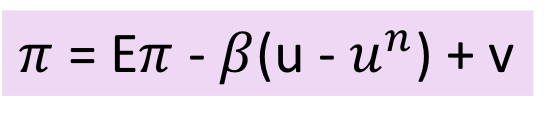 π = Eπ - β(u - uⁿ) + v